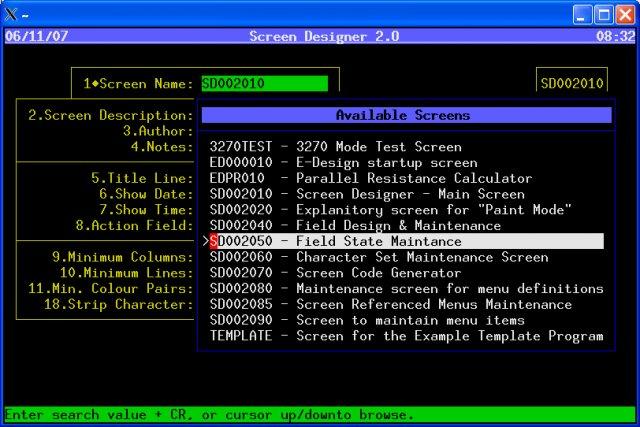 X ~
06/11/07 Screen Designer 2.0 08:32
1♦Screen Name: SD002010 SD002010
2.Screen Description:
3.Author:
4.Notes:
5.Title Line:
6.Show Date:
7.Show Time:
8.Action Field:
9.Minimum Columns:
10.Minimum Lines:
11.Min. Colour Pairs:
18.Strip Character:
Available Screens
3270TEST - 3270 Mode Test Screen
ED000010 - E-Design startup screen
EDPR010 - Parallel Resistance Calculator
SD002010 - Screen Designer - Main Screen
SD002020 - Explanitory screen for "Paint Mode"
SD002040 - Field Design & Maintenance
>SD002050 - Field State Maintance
SD002060 - Character Set Maintenance Screen
SD002070 - Screen Code Generator
SD002080 - Maintenance screen for menu definitions
SD002085 - Screen Referenced Menus Maintenance
SD002090 - Screen to maintain menu items
TEMPLATE - Screen for the Example Template Program
Enter search value + CR, or cursor up/downto browse.